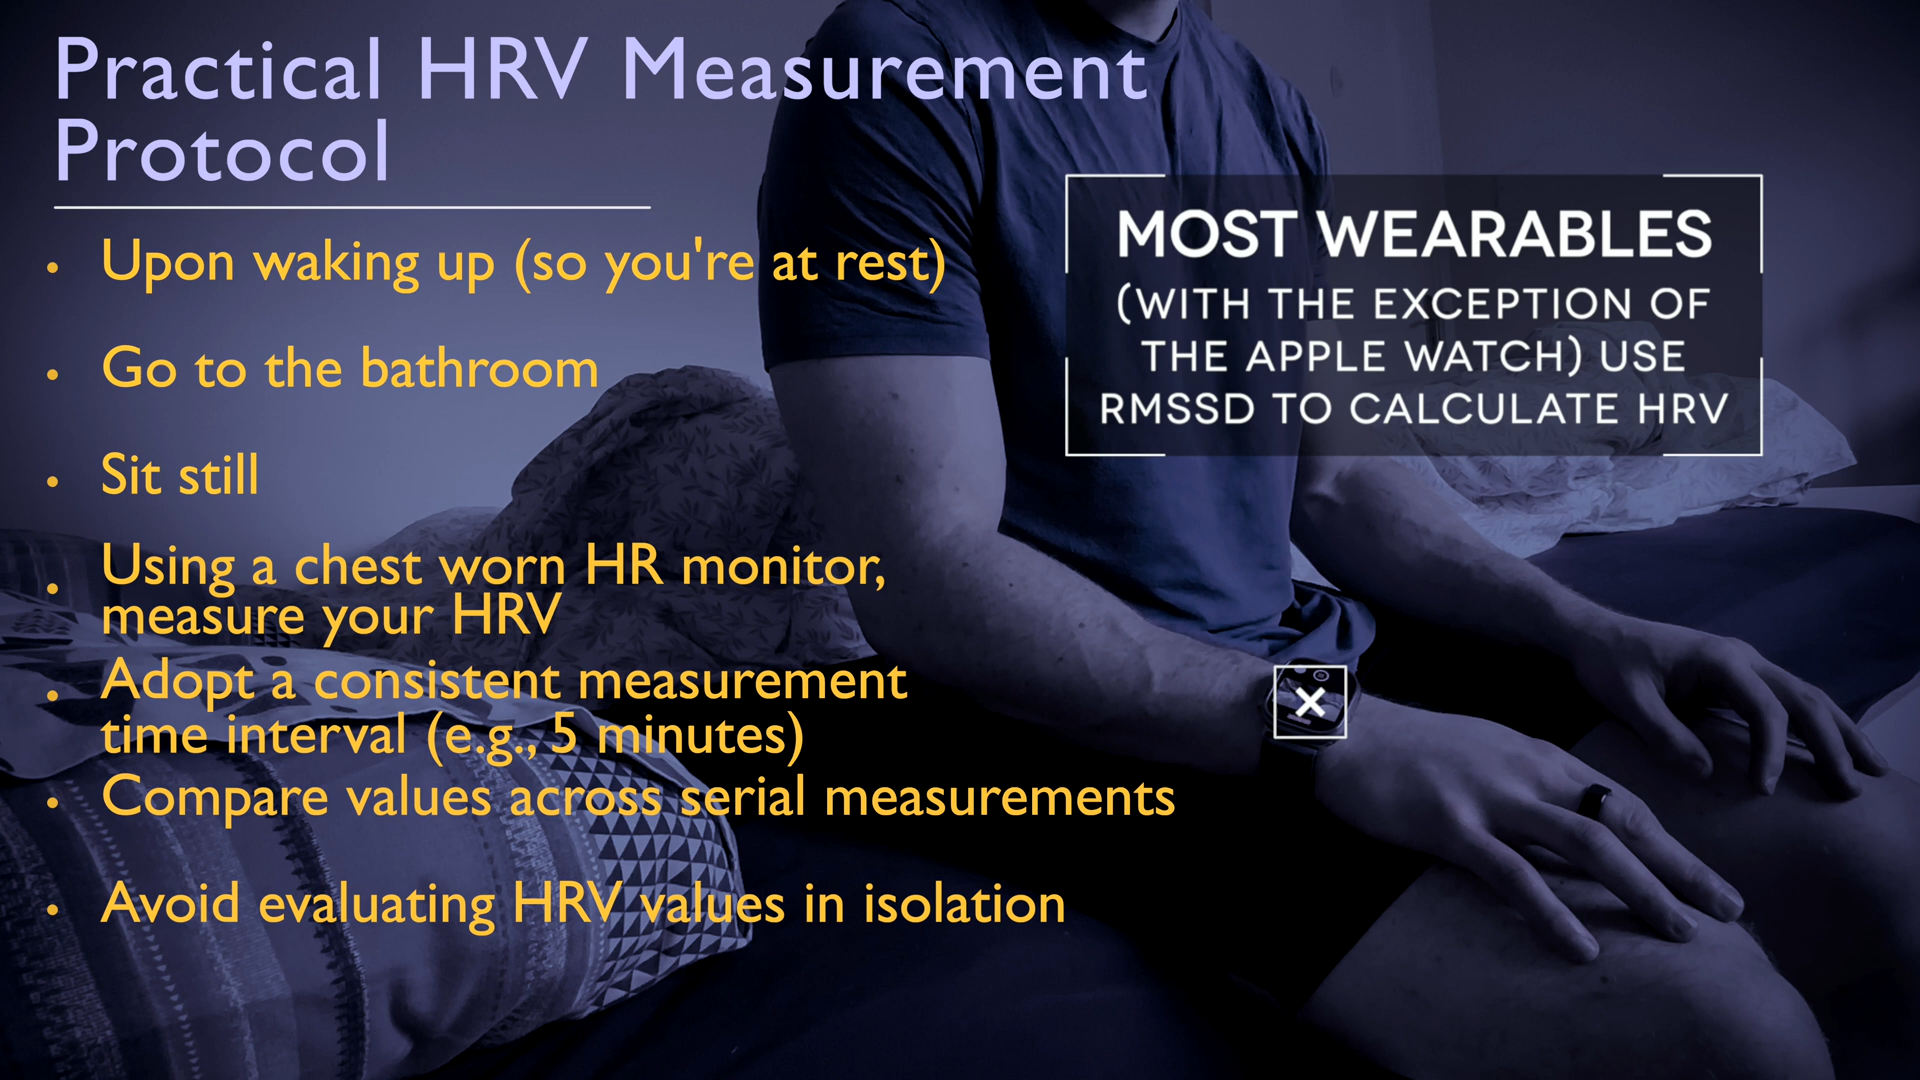 Practical HRV Measurement
Protocol
• Upon waking up (so you're at rest)
• Go to the bathroom
• Sit still
• Using a chest worn HR monitor,
measure your HRV
• Adopt a consistent measurement
time interval (e.g., 5 minutes)
• Compare values across serial measurements
• Avoid evaluating HRV values in isolation
MOST WEARABLES
(WITH THE EXCEPTION OF
THE APPLE WATCH) USE
RMSSD TO CALCULATE HRV